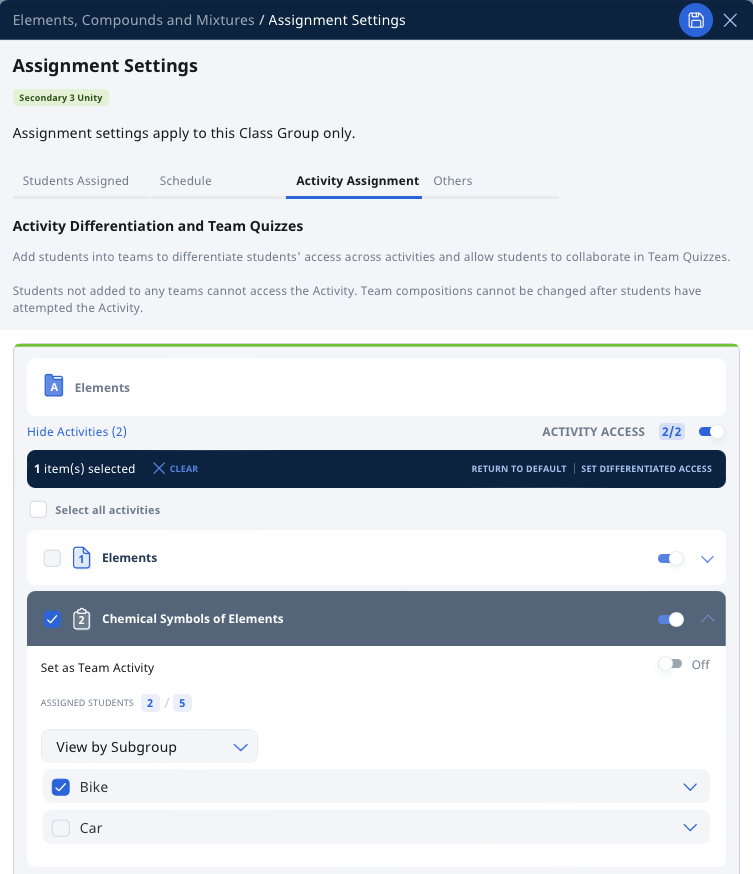 Elements, Compounds and Mixtures / Assignment Settings
Assignment Settings
Secondary 3 Unity
Assignment settings apply to this Class Group only.
Students Assigned Schedule Activity Assignment Others
Activity Differentiation and Team Quizzes
Add students into teams to differentiate students' access across activities and allow students to collaborate in Team Quizzes.
Students not added to any teams cannot access the Activity. Team compositions cannot be changed after students have
attempted the Activity.
A Elements
Hide Activities (2) ACTIVITY ACCESS 2/2
1 item(s) selected CLEAR RETURN TO DEFAULT | SET DIFFERENTIATED ACCESS
Select all activities
1 Elements
2 Chemical Symbols of Elements
Set as Team Activity Off
ASSIGNED STUDENTS 2 / 5
View by Subgroup
Bike
Car